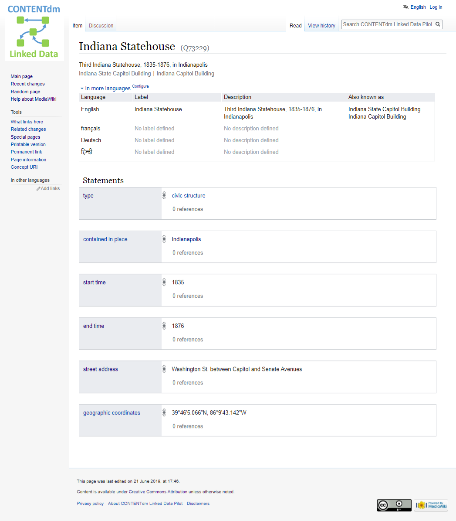 CONTENTdm
Linked Data
English Log in
Item Discussion
Read View history
Search CONTENTdm Linked Data Pilot
Main page
Recent changes
Random page
Help about MediaWiki
Tools
What links here
Related changes
Special pages
Printable version
Permanent link
Page information
Concept URI
In other languages
Add links
Indiana Statehouse (Q73229)
Third Indiana Statehouse, 1835-1876, in Indianapolis
Indiana State Capitol Building | Indiana Capitol Building
In more languages Configure
Language Label Description Also known as
English Indiana Statehouse Third Indiana Statehouse, 1835-1876, in Indianapolis Indiana State Capitol Building
Indiana Capitol Building
français No label defined No description defined
Deutsch No label defined No description defined
हिन्दी No label defined No description defined
Statements
type civic structure
0 references
contained in place Indianapolis
0 references
start time 1835
0 references
end time 1876
0 references
street address Washington St. between Capitol and Senate Avenues
0 references
geographic coordinates 39°46'5.066"N, 86°9'43.142"W
0 references
This page was last edited on 21 June 2019, at 17:46.
Content is available under Creative Commons Attribution unless otherwise noted.
Privacy policy About CONTENTdm Linked Data Pilot Disclaimers